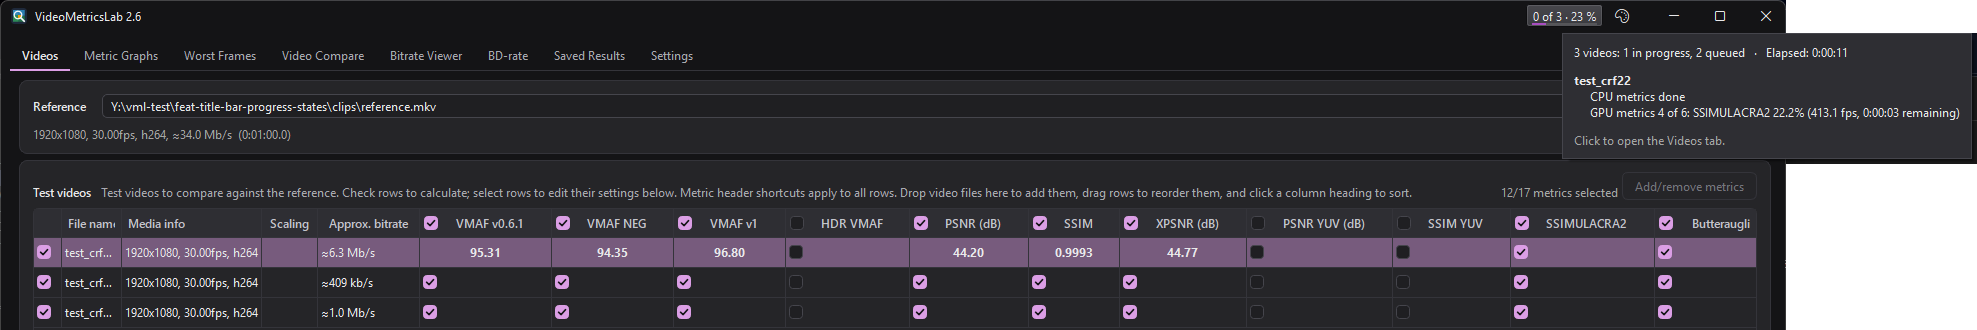 VideoMetricsLab 2.6
0 of 3 · 23 %
Videos Metric Graphs Worst Frames Video Compare Bitrate Viewer BD-rate Saved Results Settings
3 videos: 1 in progress, 2 queued · Elapsed: 0:00:11
test_crf22
CPU metrics done
GPU metrics 4 of 6: SSIMULACRA2 22.2% (413.1 fps, 0:00:03 remaining)
Click to open the Videos tab.
Reference Y:\vml-test\feat-title-bar-progress-states\clips\reference.mkv
1920x1080, 30.00fps, h264, ≈34.0 Mb/s (0:01:00.0)
Test videos Test videos to compare against the reference. Check rows to calculate; select rows to edit their settings below. Metric header shortcuts apply to all rows. Drop video files here to add them, drag rows to reorder them, and click a column heading to sort. 12/17 metrics selected Add/remove metrics
File name Media info Scaling Approx. bitrate VMAF v0.6.1 VMAF NEG VMAF v1 HDR VMAF PSNR (dB) SSIM XPSNR (dB) PSNR YUV (dB) SSIM YUV SSIMULACRA2 Butteraugli
test_crf... 1920x1080, 30.00fps, h264 ≈6.3 Mb/s 95.31 94.35 96.80 44.20 0.9993 44.77
test_crf... 1920x1080, 30.00fps, h264 ≈409 kb/s
test_crf... 1920x1080, 30.00fps, h264 ≈1.0 Mb/s